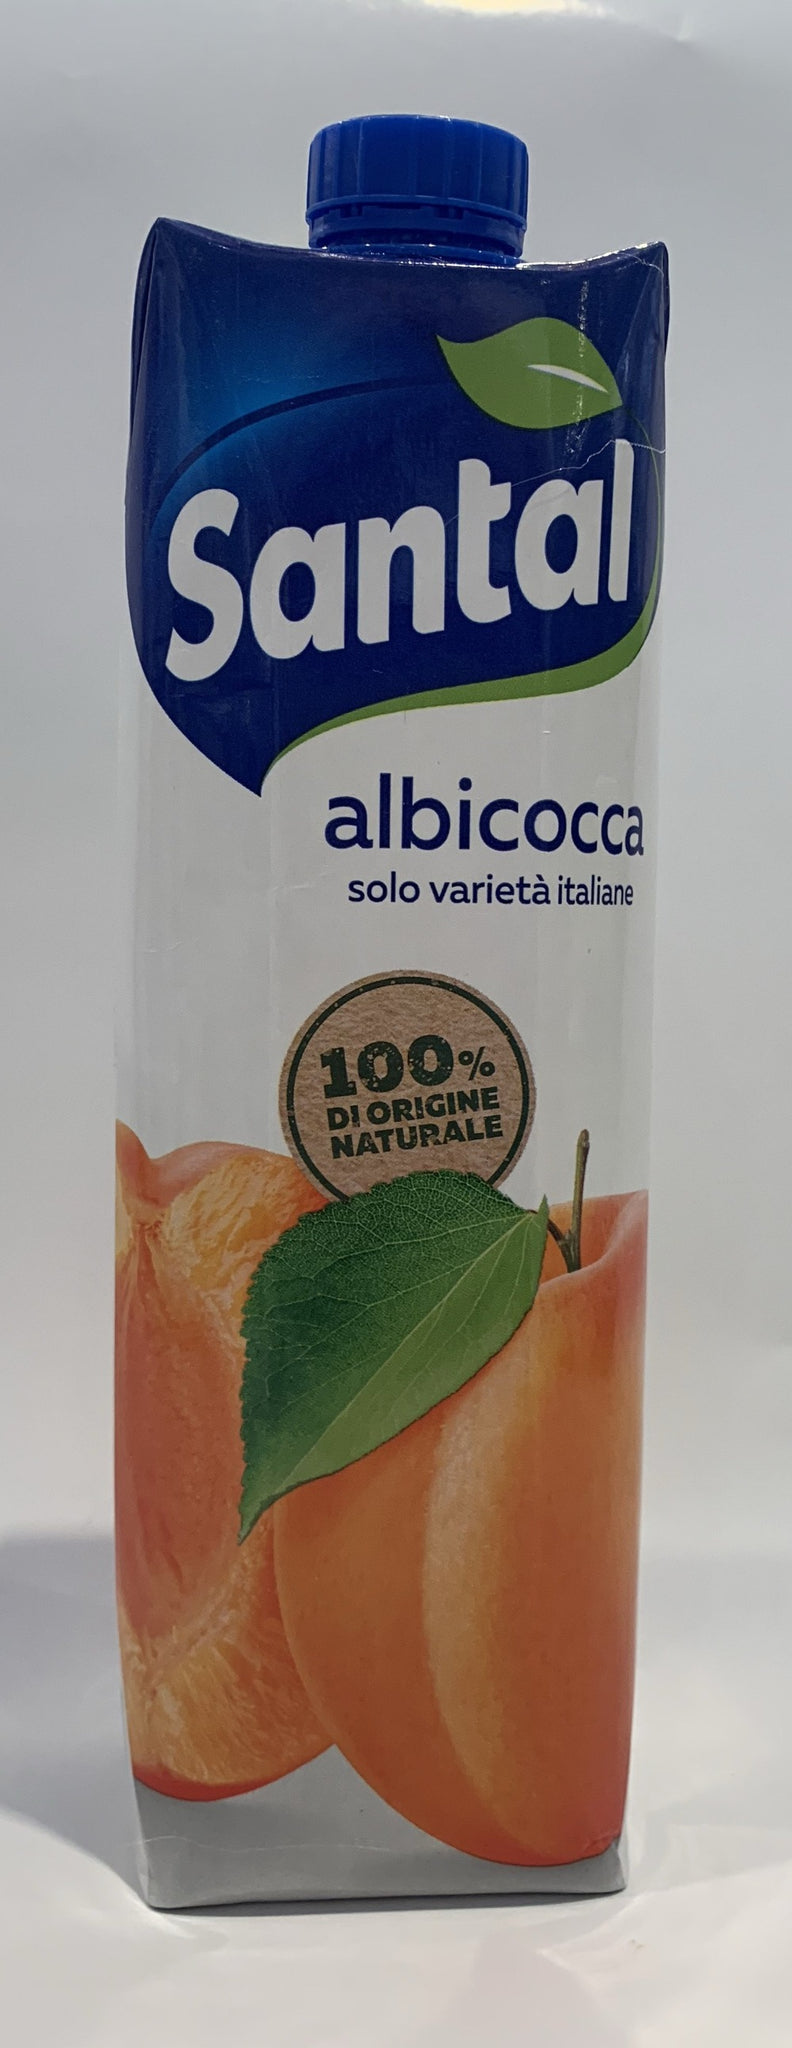 Santal
albicocca
solo varietà italiane
100%
DI ORIGINE
NATURALE